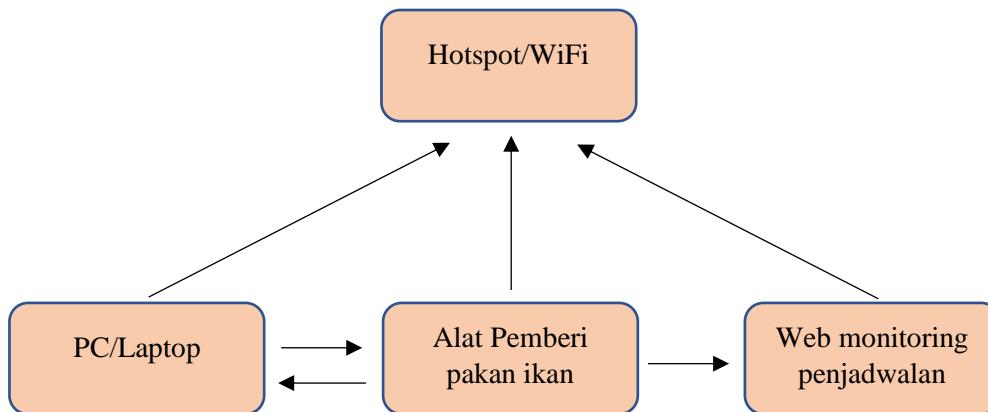 Hotspot/WiFi
PC/Laptop
Alat Pemberi
pakan ikan
Web monitoring
penjadwalan